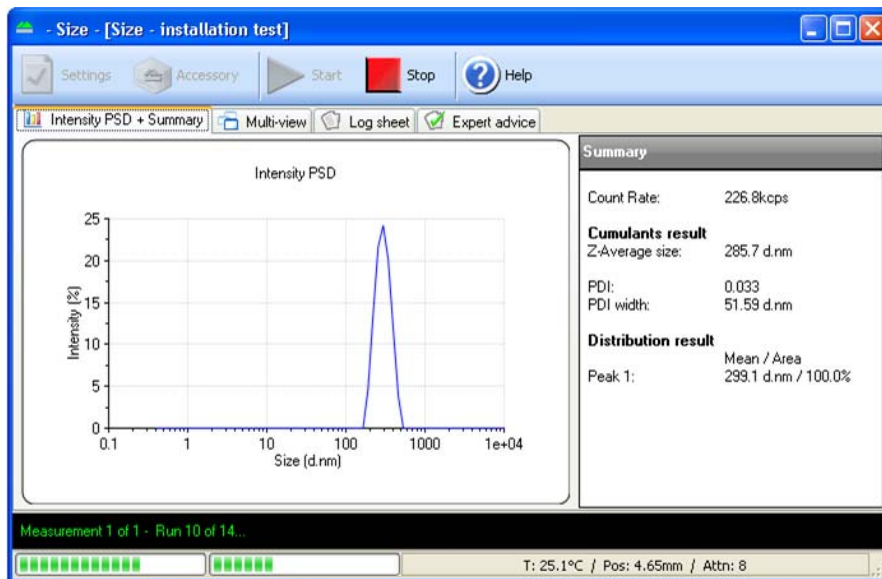 - Size - [Size - installation test]
Settings Accessory Start Stop Help
Intensity PSD + Summary Multi-view Log sheet Expert advice
Intensity PSD
25
20
15
10
5
0
Intensity (%)
0.1 1 10 100 1000 1e+04
Size (d.nm)
Summary
Count Rate: 226.8kcps
Cumulants result
Z-Average size: 285.7 d.nm
PDI: 0.033
PDI width: 51.59 d.nm
Distribution result
Mean / Area
Peak 1: 299.1 d.nm / 100.0%
Measurement 1 of 1 - Run 10 of 14...
T: 25.1°C / Pos: 4.65mm / Attn: 8